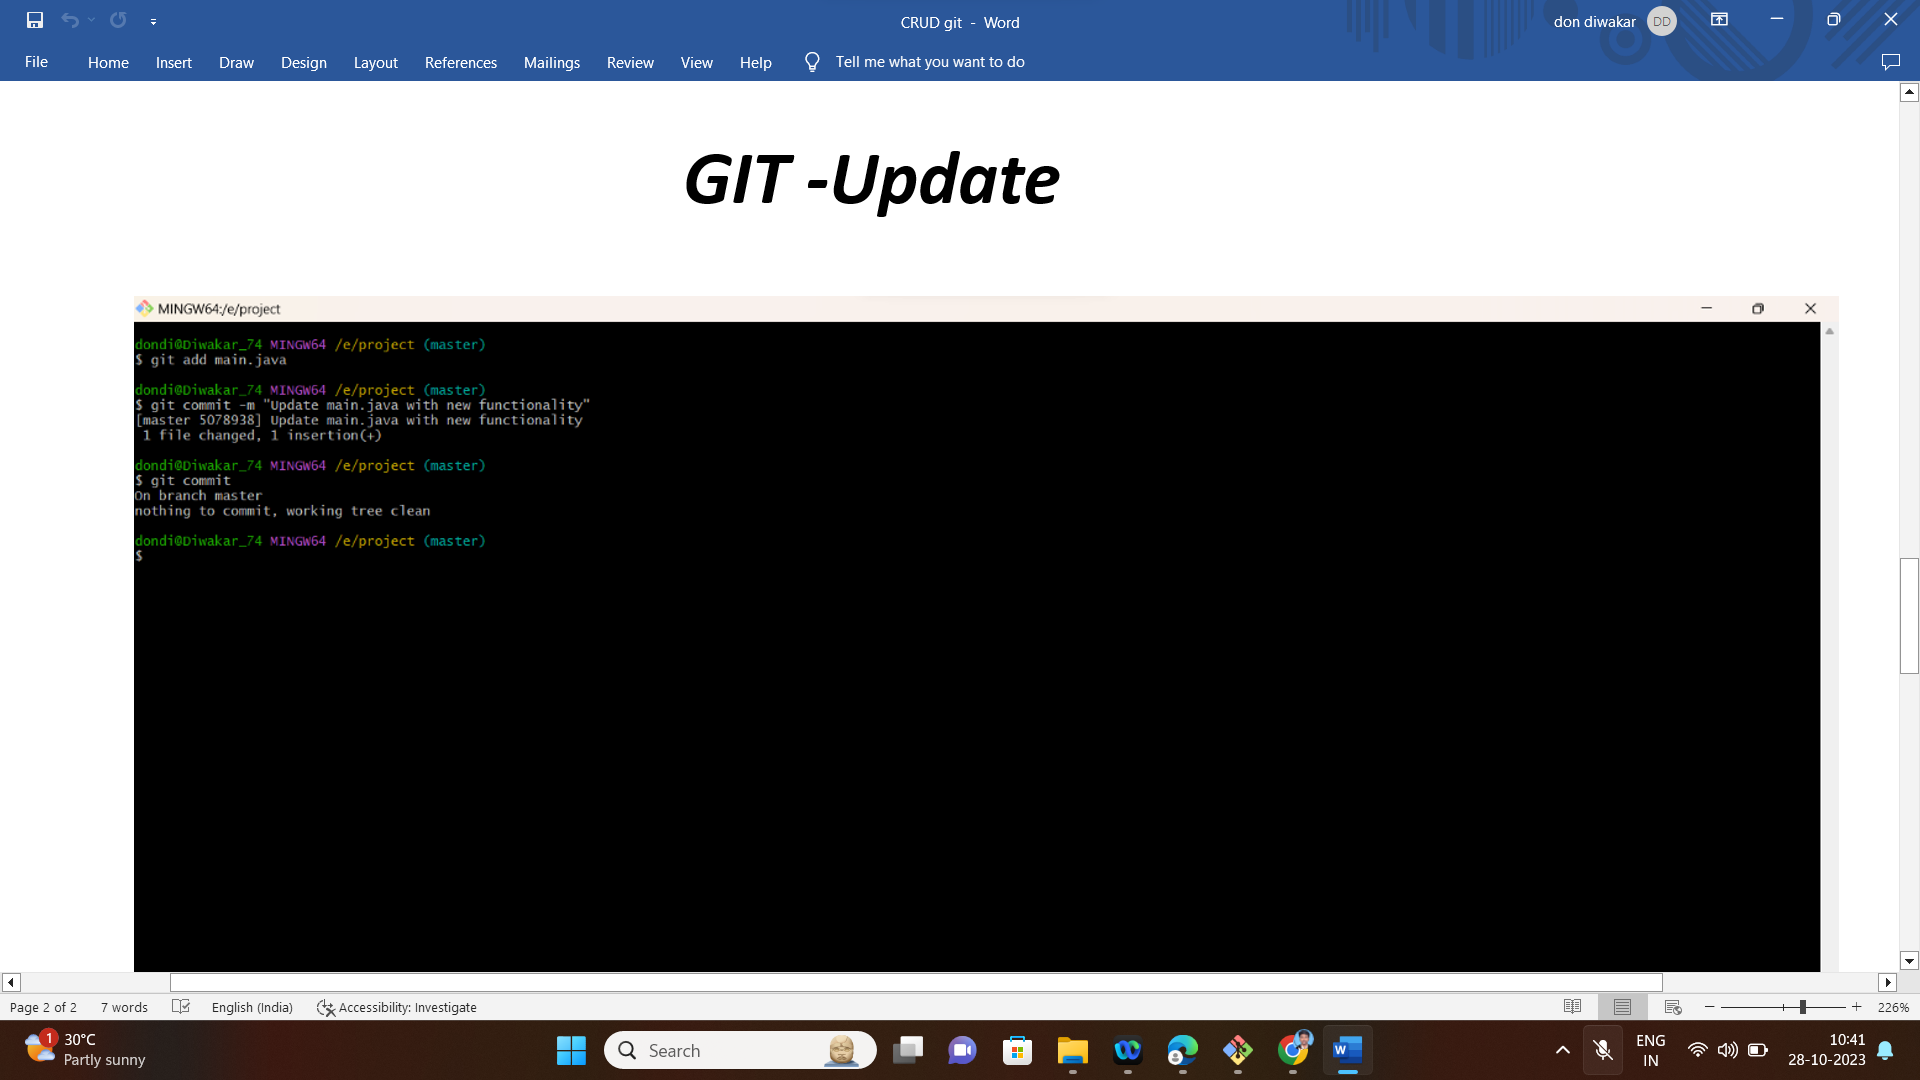 CRUD git - Word
don diwakar DD
File Home Insert Draw Design Layout References Mailings Review View Help Tell me what you want to do
GIT -Update
MINGW64:/e/project
dondi@Diwakar_74 MINGW64 /e/project (master)
$ git add main.java
dondi@Diwakar_74 MINGW64 /e/project (master)
$ git commit -m "Update main.java with new functionality"
[master 5078938] Update main.java with new functionality
1 file changed, 1 insertion(+)
dondi@Diwakar_74 MINGW64 /e/project (master)
$ git commit
On branch master
nothing to commit, working tree clean
dondi@Diwakar_74 MINGW64 /e/project (master)
$
Page 2 of 2 7 words English (India) Accessibility: Investigate 226%
1 30°C
Partly sunny
Search
W
ENG
IN
10:41
28-10-2023